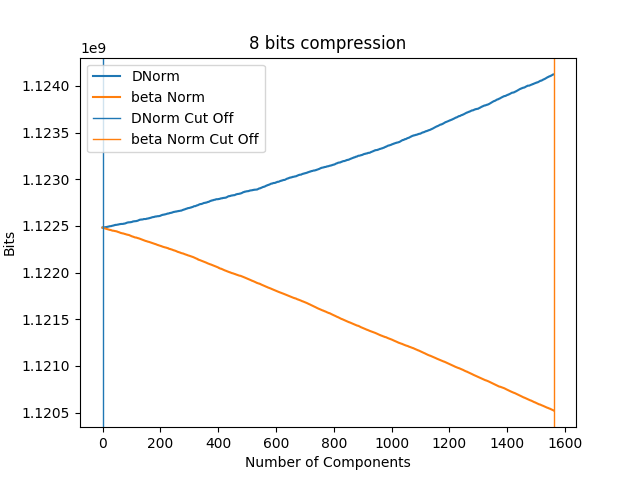 8 bits compression
1e9
DNorm
beta Norm
DNorm Cut Off
beta Norm Cut Off
1.1240
1.1235
1.1230
1.1225
1.1220
1.1215
1.1210
1.1205
Bits
0 200 400 600 800 1000 1200 1400 1600
Number of Components